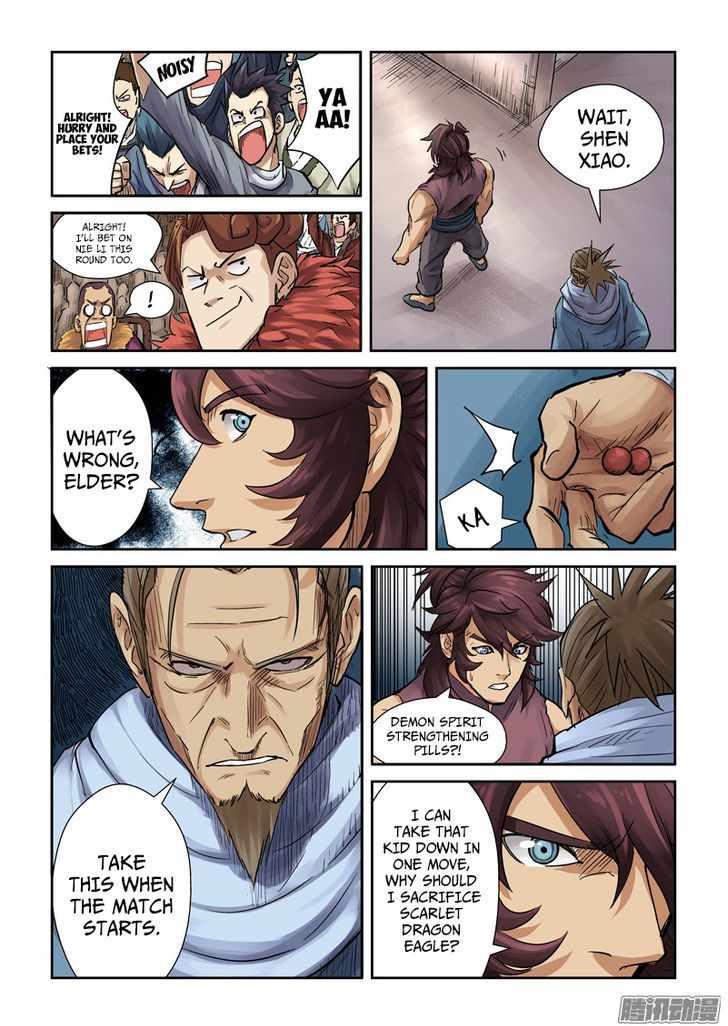 NOISY
YA
AA!
ALRIGHT!
HURRY AND
PLACE YOUR
BETS!
WAIT,
SHEN
XIAO.
ALRIGHT!
I'LL BET ON
NIE LI THIS
ROUND TOO.
!
WHAT'S
WRONG,
ELDER?
KA
TAKE
THIS WHEN
THE MATCH
STARTS.
DEMON SPIRIT
STRENGTHENING
PILLS?!
I CAN
TAKE THAT
KID DOWN IN
ONE MOVE,
WHY SHOULD
I SACRIFICE
SCARLET
DRAGON
EAGLE?
腾讯动漫